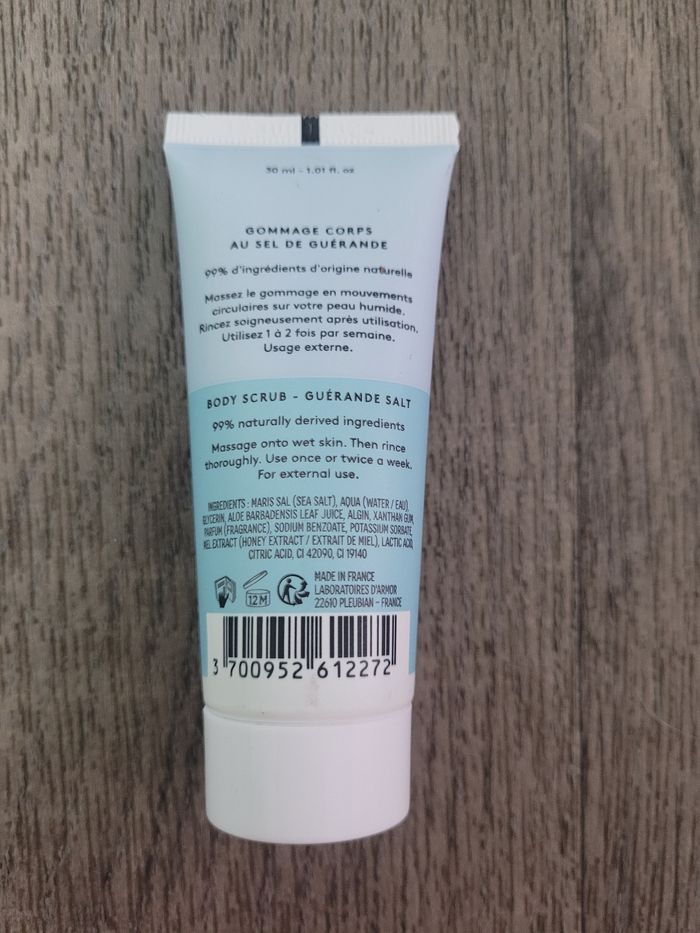 30 ml - 1.01 fl. oz
GOMMAGE CORPS
AU SEL DE GUÉRANDE
99% d'ingrédients d'origine naturelle
Massez le gommage en mouvements
circulaires sur votre peau humide.
Rincez soigneusement après utilisation.
Utilisez 1 à 2 fois par semaine.
Usage externe.
BODY SCRUB - GUÉRANDE SALT
99% naturally derived ingredients
Massage onto wet skin. Then rince
thoroughly. Use once or twice a week.
For external use.
INGREDIENTS : MARIS SAL (SEA SALT), AQUA (WATER / EAU),
GLYCERIN, ALOE BARBADENSIS LEAF JUICE, ALGIN, XANTHAN GUM,
PARFUM (FRAGRANCE), SODIUM BENZOATE, POTASSIUM SORBATE,
MEL EXTRACT (HONEY EXTRACT / EXTRAIT DE MIEL), LACTIC ACID,
CITRIC ACID, CI 42090, CI 19140
12 M
MADE IN FRANCE
LABORATOIRES D'ARMOR
22610 PLEUBIAN - FRANCE
3 700952 612272